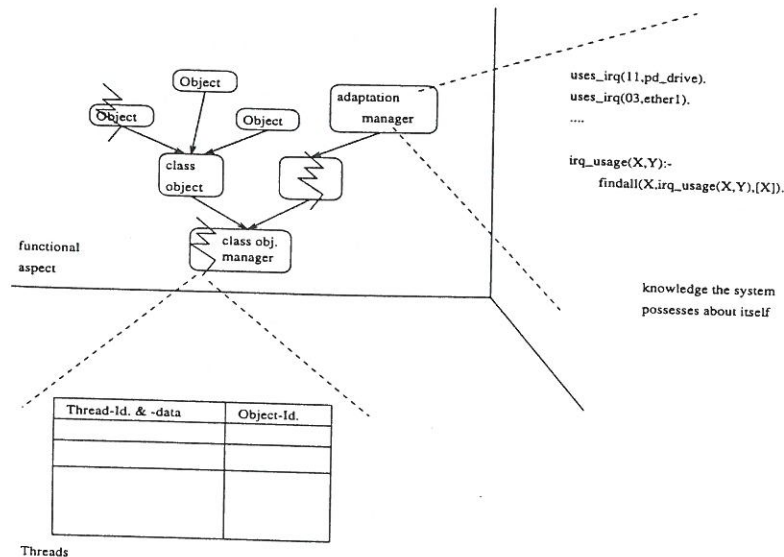 Object
Object
Object
adaptation
manager
class
object
class obj.
manager
functional
aspect
uses_irq(11,pd_drive).
uses_irq(03,ether1).
....
irq_usage(X,Y):-
findall(X,irq_usage(X,Y),[X]).
knowledge the system
possesses about itself
Thread-Id. & -data
Object-Id.
Threads